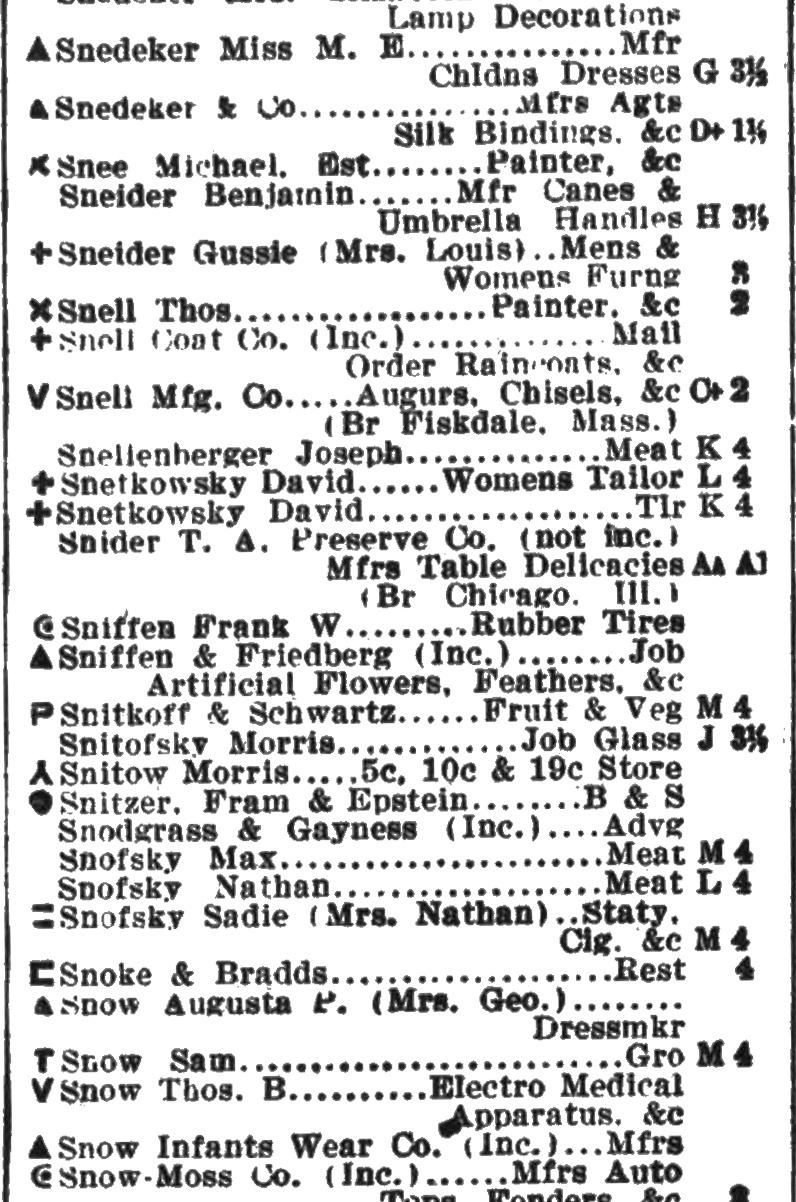 Lamp Decorations
▲Snedeker Miss M. E...............Mfr
Chldns Dresses G 3½
▲Snedeker & Co................Mfrs Agts
Silk Bindings, &c D+ 1½
Snee Michael, Est........Painter, &c
Sneider Benjamin.......Mfr Canes &
Umbrella Handles H 3½
+Sneider Gussie (Mrs. Louis)..Mens &
Womens Furng 3
✕Snell Thos..................Painter, &c 2
+Snell Coat Co. (Inc.)..............Mail
Order Raincoats, &c
V Snell Mfg. Co.....Augurs, Chisels, &c C+ 2
(Br Fiskdale, Mass.)
Snellenberger Joseph..............Meat K 4
+Snetkowsky David......Womens Tailor L 4
+Snetkowsky David...................Tlr K 4
Snider T. A. Preserve Co. (not inc.)
Mfrs Table Delicacies AA A1
(Br Chicago, Ill.)
@Sniffen Frank W.........Rubber Tires
▲Sniffen & Friedberg (Inc.)........Job
Artificial Flowers, Feathers, &c
P Snitkoff & Schwartz......Fruit & Veg M 4
Snitofsky Morris............Job Glass J 3½
⅄ Snitow Morris.....5c, 10c & 19c Store
●Snitzer, Fram & Epstein........B & S
Snodgrass & Gayness (Inc.)....Advg
Snofsky Max.......................Meat M 4
Snofsky Nathan...................Meat L 4
=Snofsky Sadie (Mrs. Nathan)..Staty,
Cig, &c M 4
⊏Snoke & Bradds....................Rest 4
▲Snow Augusta P. (Mrs. Geo.)........
Dressmkr
T Snow Sam...........................Gro M 4
V Snow Thos. B..........Electro Medical
Apparatus, &c
▲Snow Infants Wear Co. (Inc.)...Mfrs
@Snow-Moss Co. (Inc.)......Mfrs Auto
Tops, Fenders, &c 3